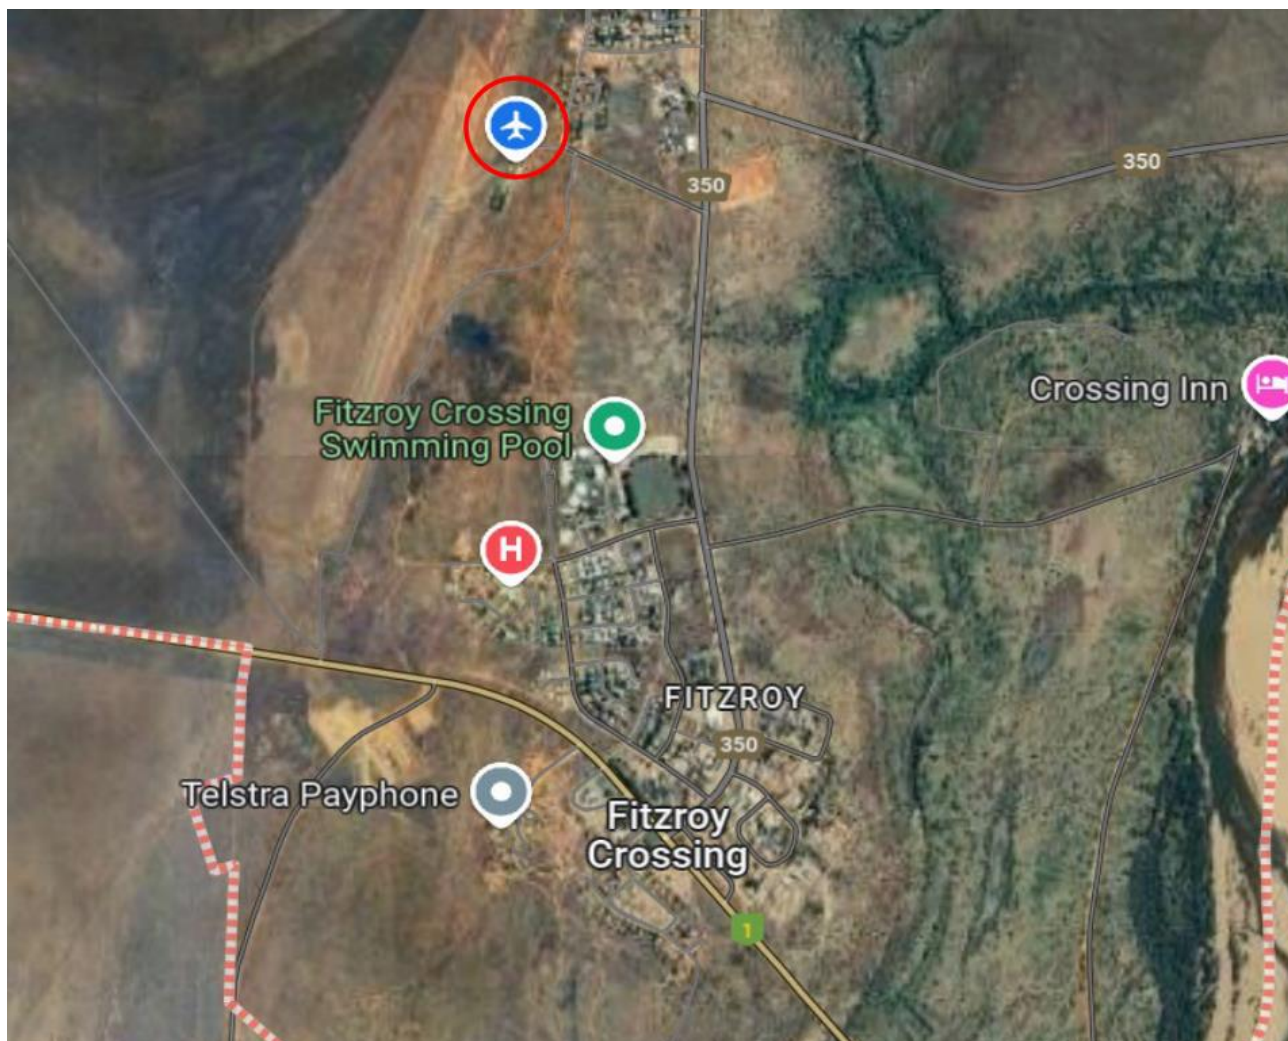 350
350
Crossing Inn
Fitzroy Crossing
Swimming Pool
H
FITZROY
350
Telstra Payphone
Fitzroy
Crossing
1